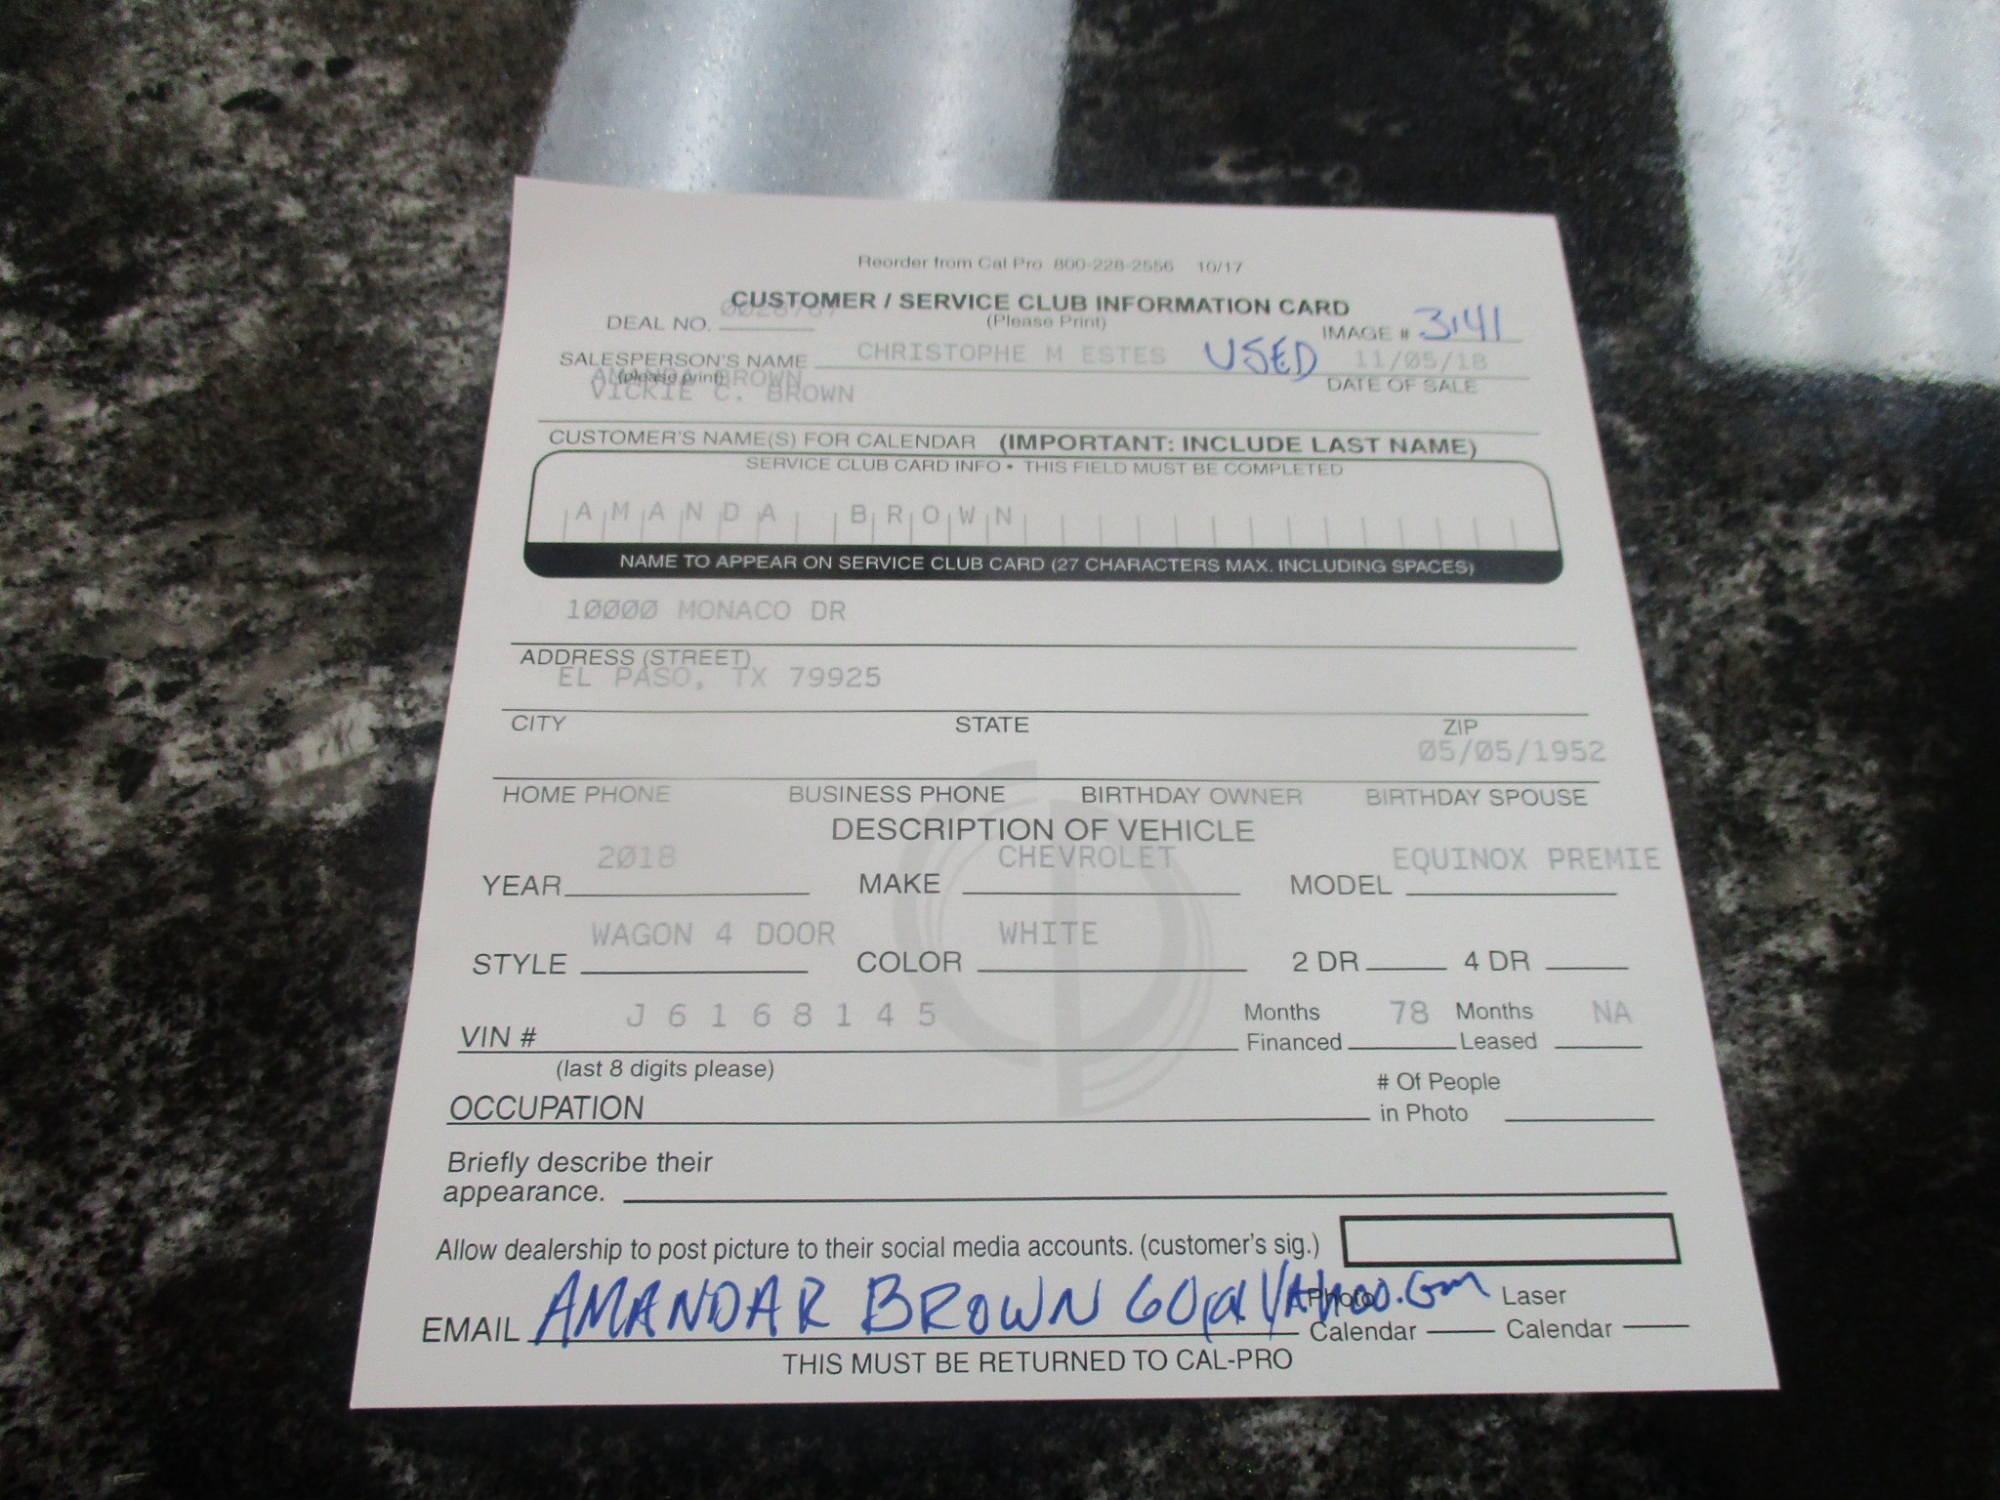 Reorder from Cal Pro 800-228-2556 10/17
CUSTOMER / SERVICE CLUB INFORMATION CARD
DEAL NO. (Please Print) IMAGE # 3141
SALESPERSON'S NAME CHRISTOPHE M ESTES USED 11/05/18
(please print) DATE OF SALE
AMANDA BROWN
VICKIE C. BROWN
CUSTOMER'S NAME(S) FOR CALENDAR (IMPORTANT: INCLUDE LAST NAME)
SERVICE CLUB CARD INFO • THIS FIELD MUST BE COMPLETED
AMANDA BROWN
NAME TO APPEAR ON SERVICE CLUB CARD (27 CHARACTERS MAX. INCLUDING SPACES)
10000 MONACO DR
ADDRESS (STREET)
EL PASO, TX 79925
CITY STATE ZIP
05/05/1952
HOME PHONE BUSINESS PHONE BIRTHDAY OWNER BIRTHDAY SPOUSE
DESCRIPTION OF VEHICLE
YEAR 2018 MAKE CHEVROLET MODEL EQUINOX PREMIE
STYLE WAGON 4 DOOR COLOR WHITE 2 DR 4 DR
VIN # J6168145 Months Financed 78 Months Leased NA
(last 8 digits please)
OCCUPATION # Of People in Photo
Briefly describe their
appearance.
Allow dealership to post picture to their social media accounts. (customer's sig.)
EMAIL AMANDAR BROWN 60@YAHOO.COM Photo Calendar Laser Calendar
THIS MUST BE RETURNED TO CAL-PRO